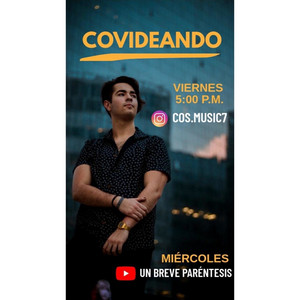 COVIDEANDO
VIERNES
5:00 P.M.
COS.MUSIC7
MIÉRCOLES
UN BREVE PARÉNTESIS